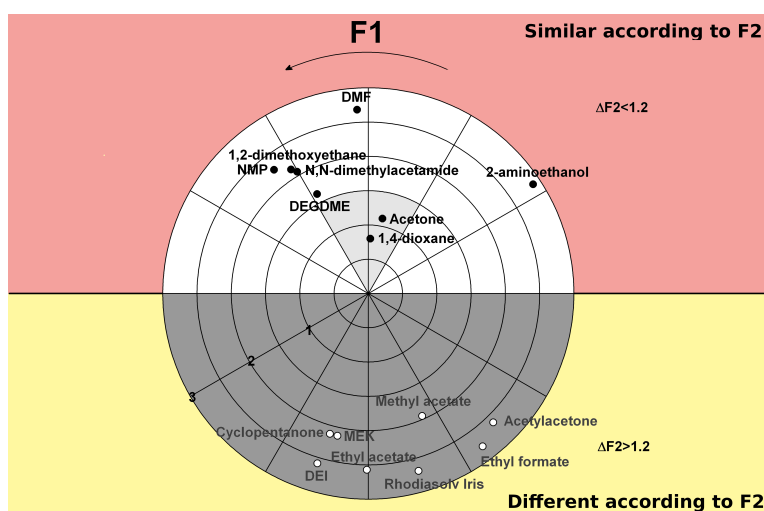 F1
Similar according to F2
DMF
ΔF2<1.2
1,2-dimethoxyethane
NMP
N,N-dimethylacetamide
2-aminoethanol
DEGDME
Acetone
1,4-dioxane
1
2
3
Methyl acetate
Acetylacetone
Cyclopentanone
MEK
ΔF2>1.2
Ethyl acetate
Ethyl formate
DEI
Rhodiasolv Iris
Different according to F2